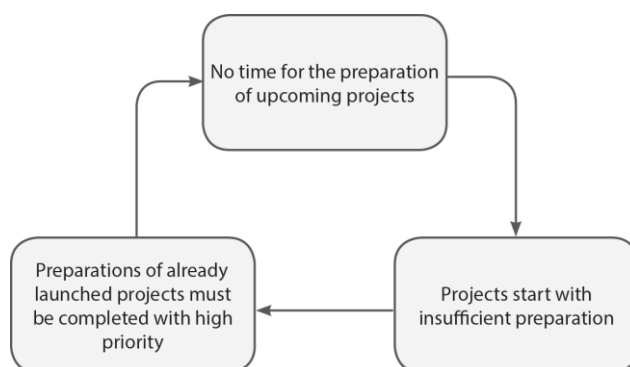 No time for the preparation
of upcoming projects
Projects start with
insufficient preparation
Preparations of already
launched projects must
be completed with high
priority